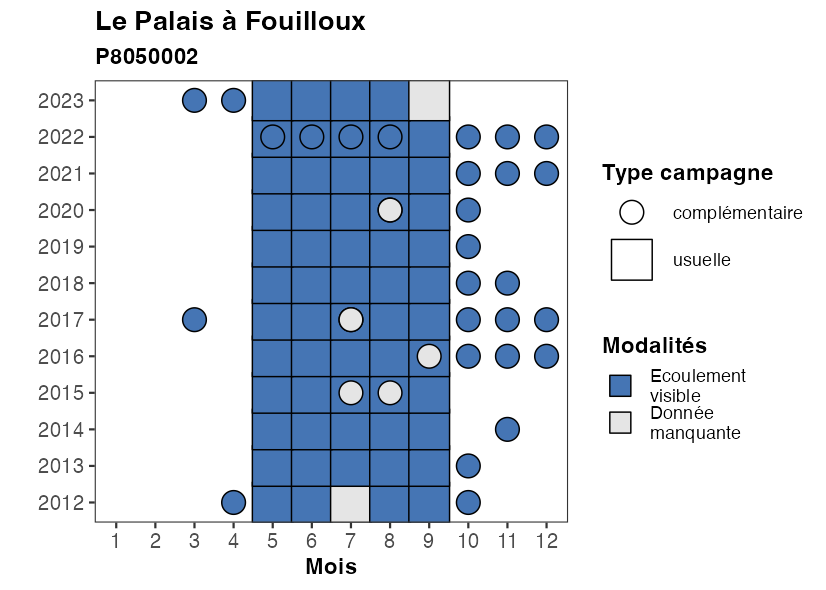 Le Palais à Fouilloux
P8050002
2023
2022
2021
2020
2019
2018
2017
2016
2015
2014
2013
2012
1 2 3 4 5 6 7 8 9 10 11 12
Mois
Type campagne
complémentaire
usuelle
Modalités
Ecoulement
visible
Donnée
manquante